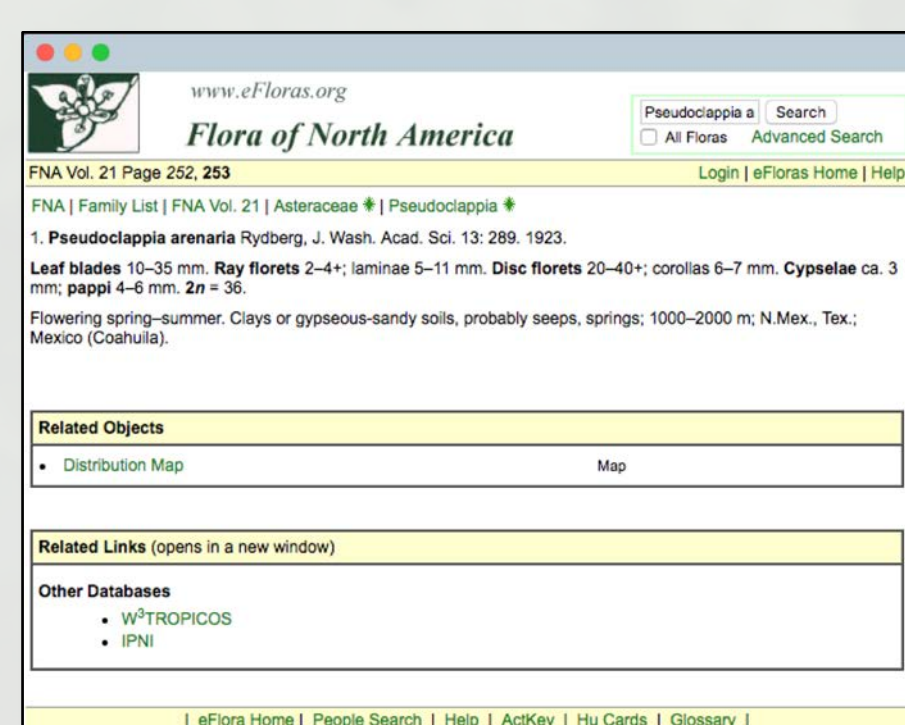 www.eFloras.org
Flora of North America
Pseudoclappia a Search
All Floras Advanced Search
FNA Vol. 21 Page 252, 253
Login | eFloras Home | Help
FNA | Family List | FNA Vol. 21 | Asteraceae | Pseudoclappia
1. Pseudoclappia arenaria Rydberg, J. Wash. Acad. Sci. 13: 289. 1923.
Leaf blades 10–35 mm. Ray florets 2–4+; laminae 5–11 mm. Disc florets 20–40+; corollas 6–7 mm. Cypselae ca. 3
mm; pappi 4–6 mm. 2n = 36.
Flowering spring–summer. Clays or gypseous-sandy soils, probably seeps, springs; 1000–2000 m; N.Mex., Tex.;
Mexico (Coahuila).
Related Objects
• Distribution Map Map
Related Links (opens in a new window)
Other Databases
• W³TROPICOS
• IPNI
| eFlora Home | People Search | Help | ActKey | Hu Cards | Glossary |